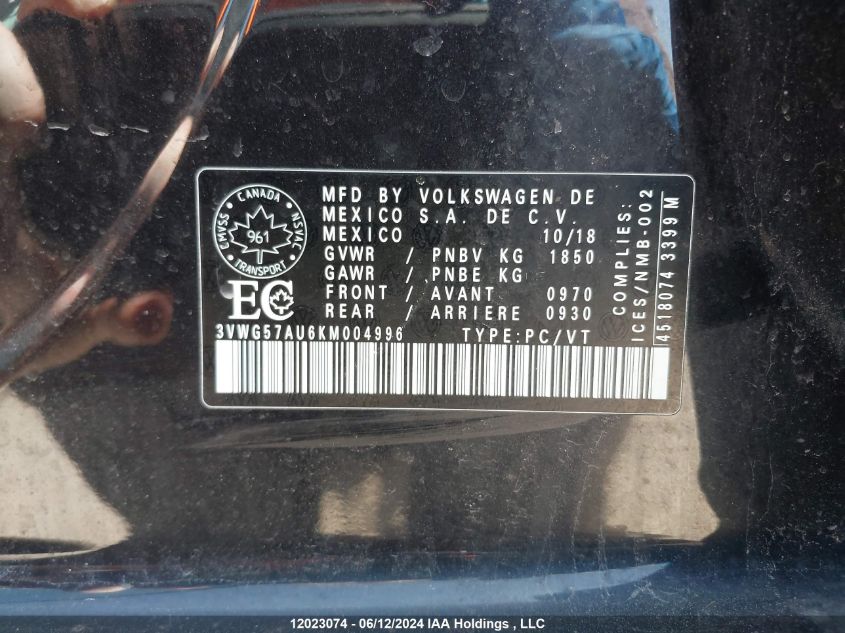 MFD BY VOLKSWAGEN DE
MEXICO S.A. DE C.V.
MEXICO 10/18
GVWR / PNBV KG 1850
GAWR / PNBE KG
FRONT / AVANT 0970
REAR / ARRIERE 0930
CANADA
CMVSS
NSVAC
961
TRANSPORT
EC
3VWG57AU6KM004996 TYPE:PC/VT
COMPLIES:
ICES/NMB-002
4518074 3399 M
12023074 - 06/12/2024 IAA Holdings , LLC